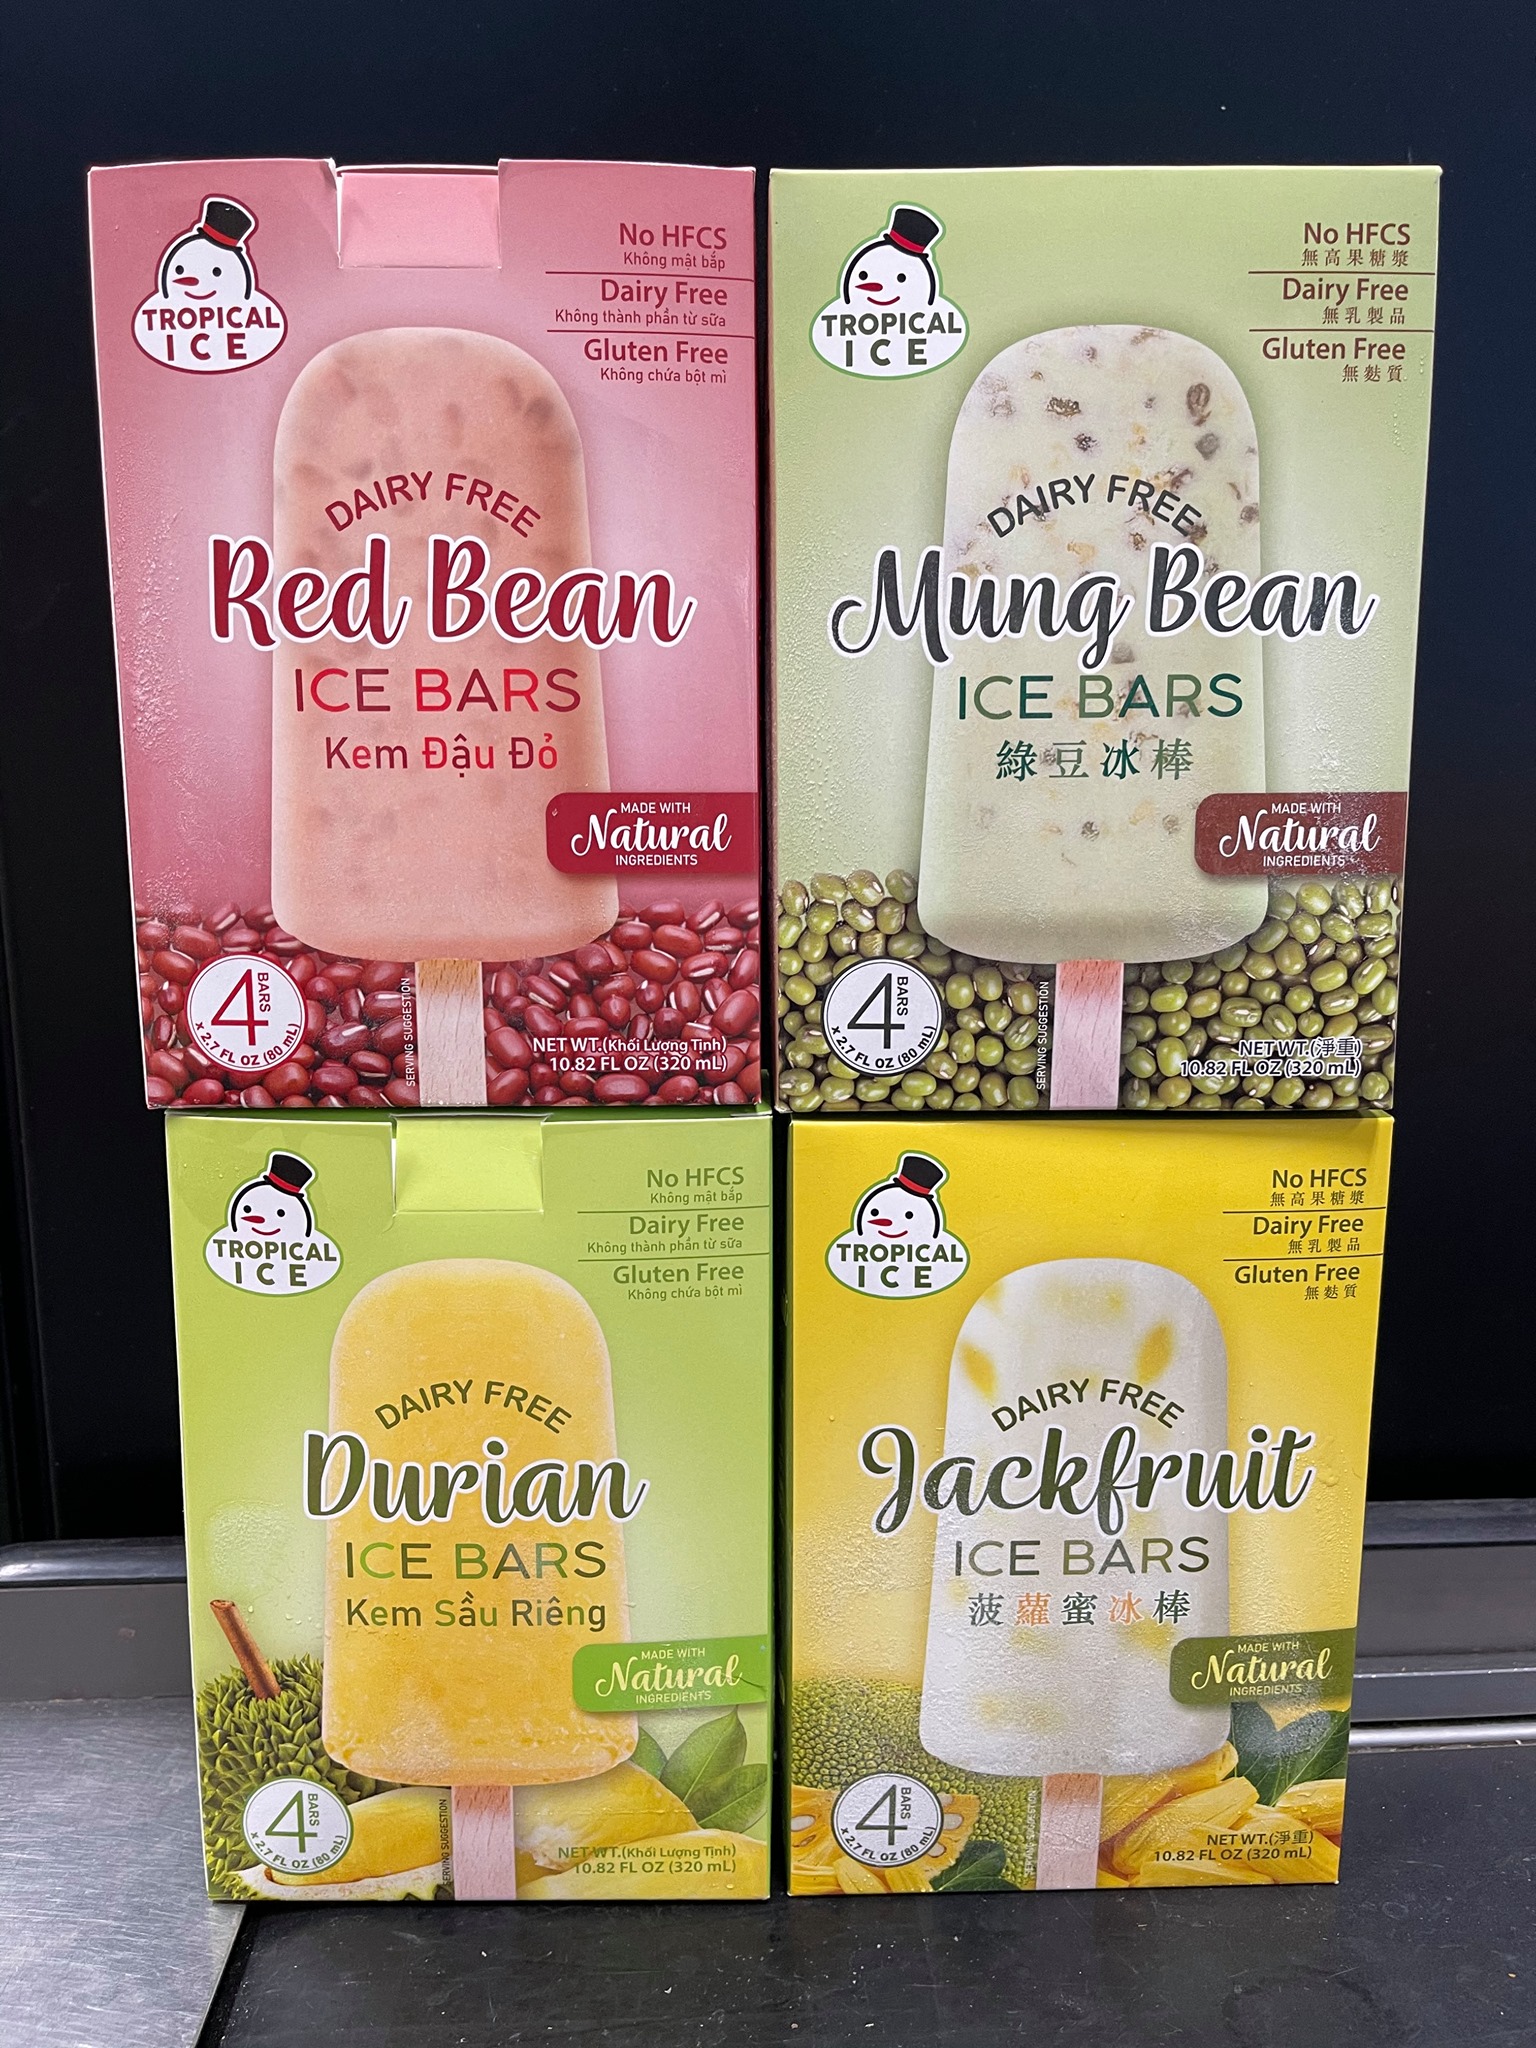 TROPICAL
ICE
No HFCS
Không mật bắp
Dairy Free
Không thành phần từ sữa
Gluten Free
Không chứa bột mì
DAIRY FREE
Red Bean
ICE BARS
Kem Đậu Đỏ
MADE WITH
Natural
INGREDIENTS
4 BARS
x 2.7 FL OZ (80 mL)
SERVING SUGGESTION
NET WT.(Khối Lượng Tịnh)
10.82 FL OZ (320 mL)
TROPICAL
ICE
No HFCS
無高果糖漿
Dairy Free
無乳製品
Gluten Free
無麩質
DAIRY FREE
Mung Bean
ICE BARS
綠豆冰棒
MADE WITH
Natural
INGREDIENTS
4 BARS
x 2.7 FL OZ (80 mL)
SERVING SUGGESTION
NET WT.(淨重)
10.82 FL OZ (320 mL)
TROPICAL
ICE
No HFCS
Không mật bắp
Dairy Free
Không thành phần từ sữa
Gluten Free
Không chứa bột mì
DAIRY FREE
Durian
ICE BARS
Kem Sầu Riêng
MADE WITH
Natural
INGREDIENTS
4 BARS
x 2.7 FL OZ (80 mL)
SERVING SUGGESTION
NET WT.(Khối Lượng Tịnh)
10.82 FL OZ (320 mL)
TROPICAL
ICE
No HFCS
無高果糖漿
Dairy Free
無乳製品
Gluten Free
無麩質
DAIRY FREE
Jackfruit
ICE BARS
菠蘿蜜冰棒
MADE WITH
Natural
INGREDIENTS
4 BARS
x 2.7 FL OZ (80 mL)
SERVING SUGGESTION
NET WT.(淨重)
10.82 FL OZ (320 mL)